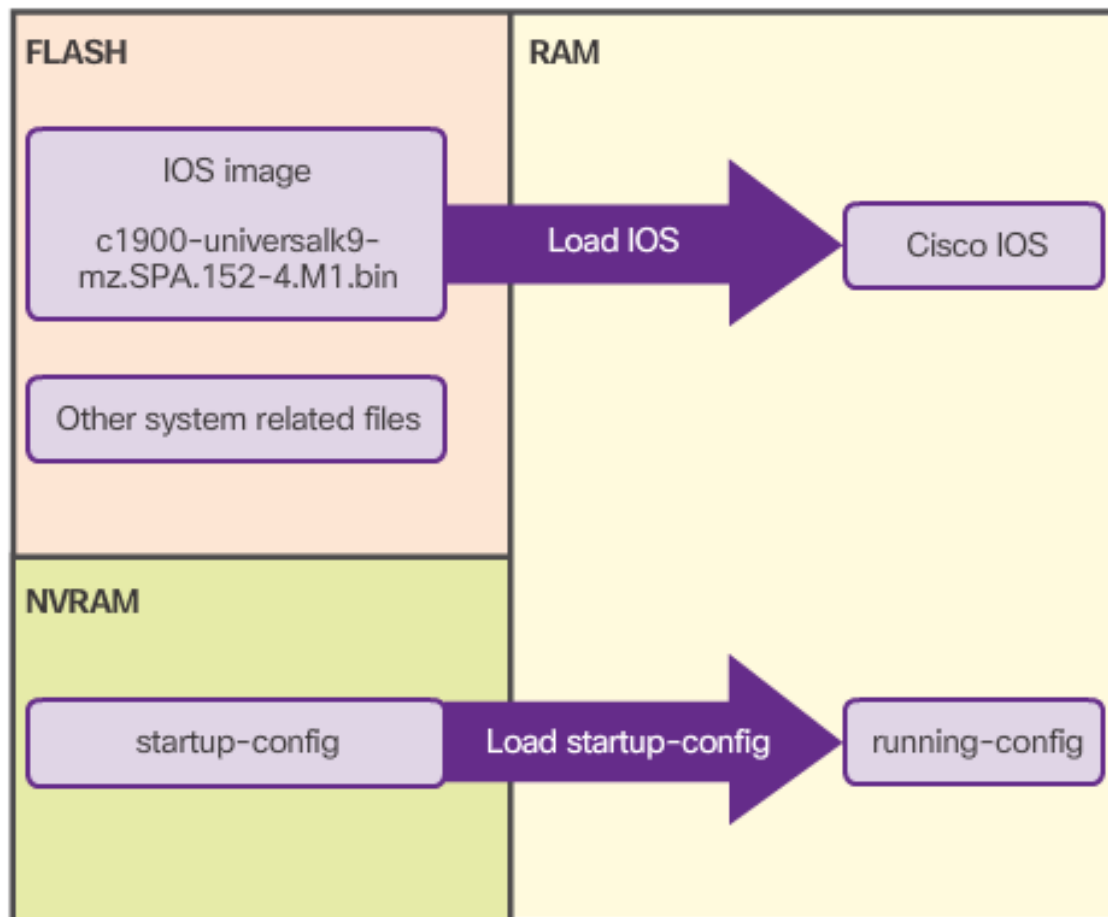 FLASH
RAM
IOS image
c1900-universalk9-
mz.SPA.152-4.M1.bin
Load IOS
Cisco IOS
Other system related files
NVRAM
startup-config
Load startup-config
running-config